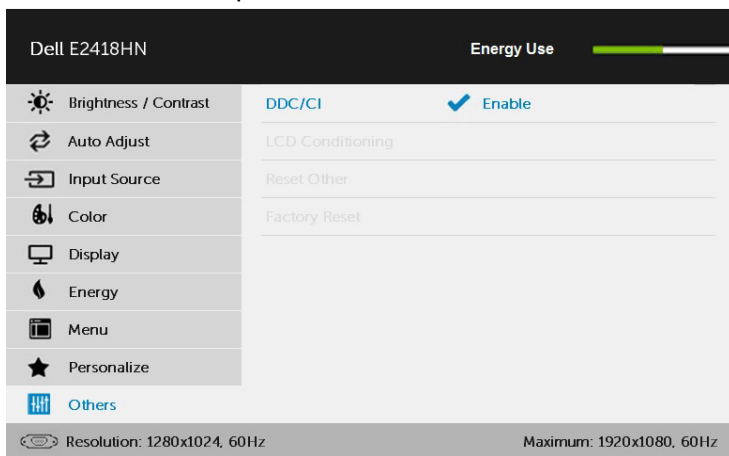 Dell E2418HN Energy Use
Brightness / Contrast DDC/CI Enable
Auto Adjust LCD Conditioning
Input Source Reset Other
Color Factory Reset
Display
Energy
Menu
Personalize
Others
Resolution: 1280x1024, 60Hz Maximum: 1920x1080, 60Hz